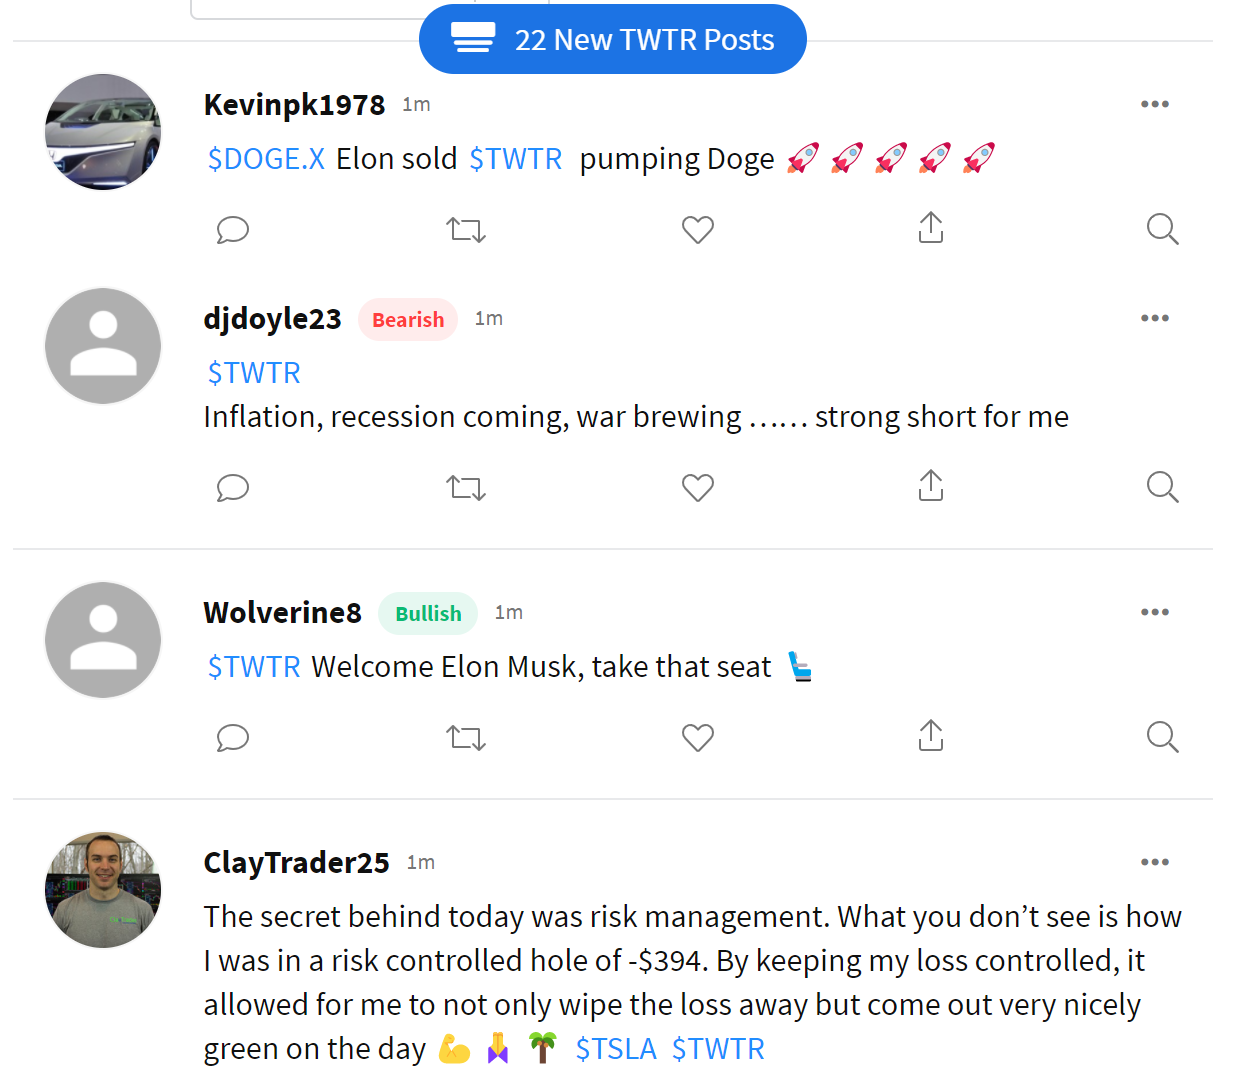 22 New TWTR Posts
Kevinpk1978 1m
$DOGE.X Elon sold $TWTR pumping Doge 🚀 🚀 🚀 🚀 🚀
djdoyle23 Bearish 1m
$TWTR
Inflation, recession coming, war brewing …… strong short for me
Wolverine8 Bullish 1m
$TWTR Welcome Elon Musk, take that seat 💺
ClayTrader25 1m
The secret behind today was risk management. What you don’t see is how
I was in a risk controlled hole of -$394. By keeping my loss controlled, it
allowed for me to not only wipe the loss away but come out very nicely
green on the day 💪 🙏 🌴 $TSLA $TWTR